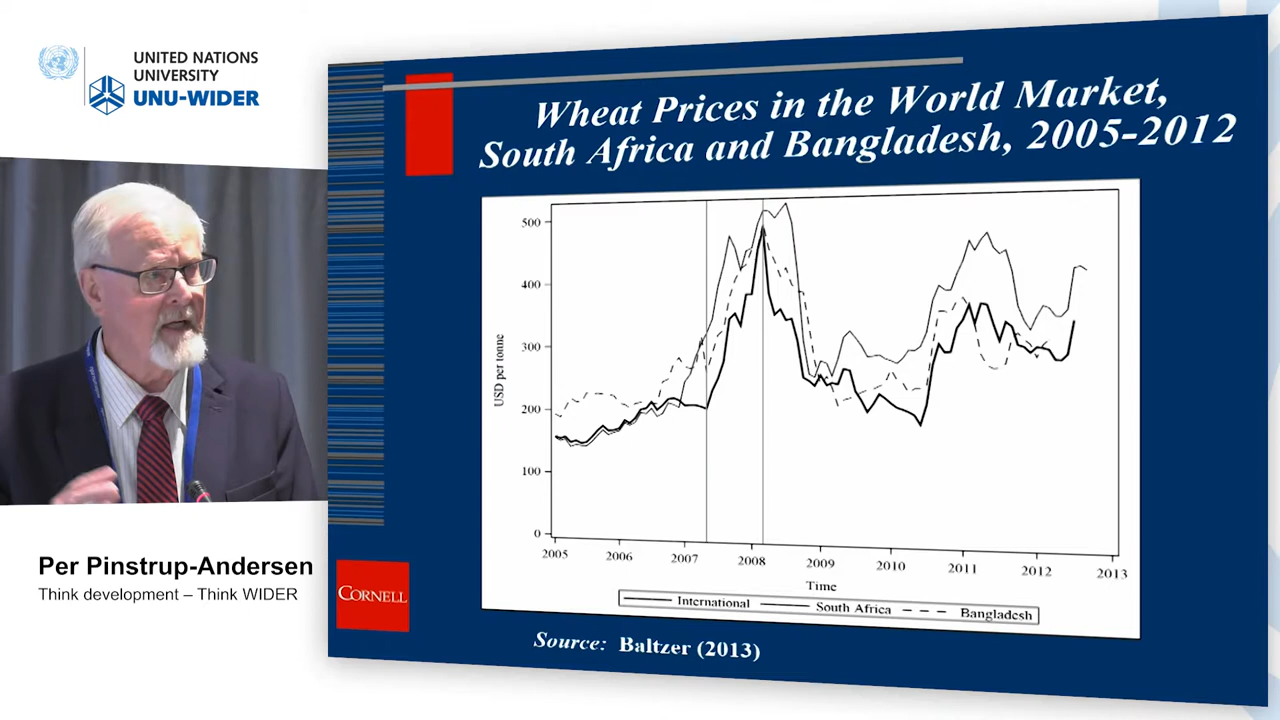 UNITED NATIONS
UNIVERSITY
UNU-WIDER
Wheat Prices in the World Market,
South Africa and Bangladesh, 2005-2012
500
400
300
200
100
0
USD per tonne
2005 2006 2007 2008 2009 2010 2011 2012 2013
Time
International South Africa Bangladesh
CORNELL
Source: Baltzer (2013)
Per Pinstrup-Andersen
Think development – Think WIDER